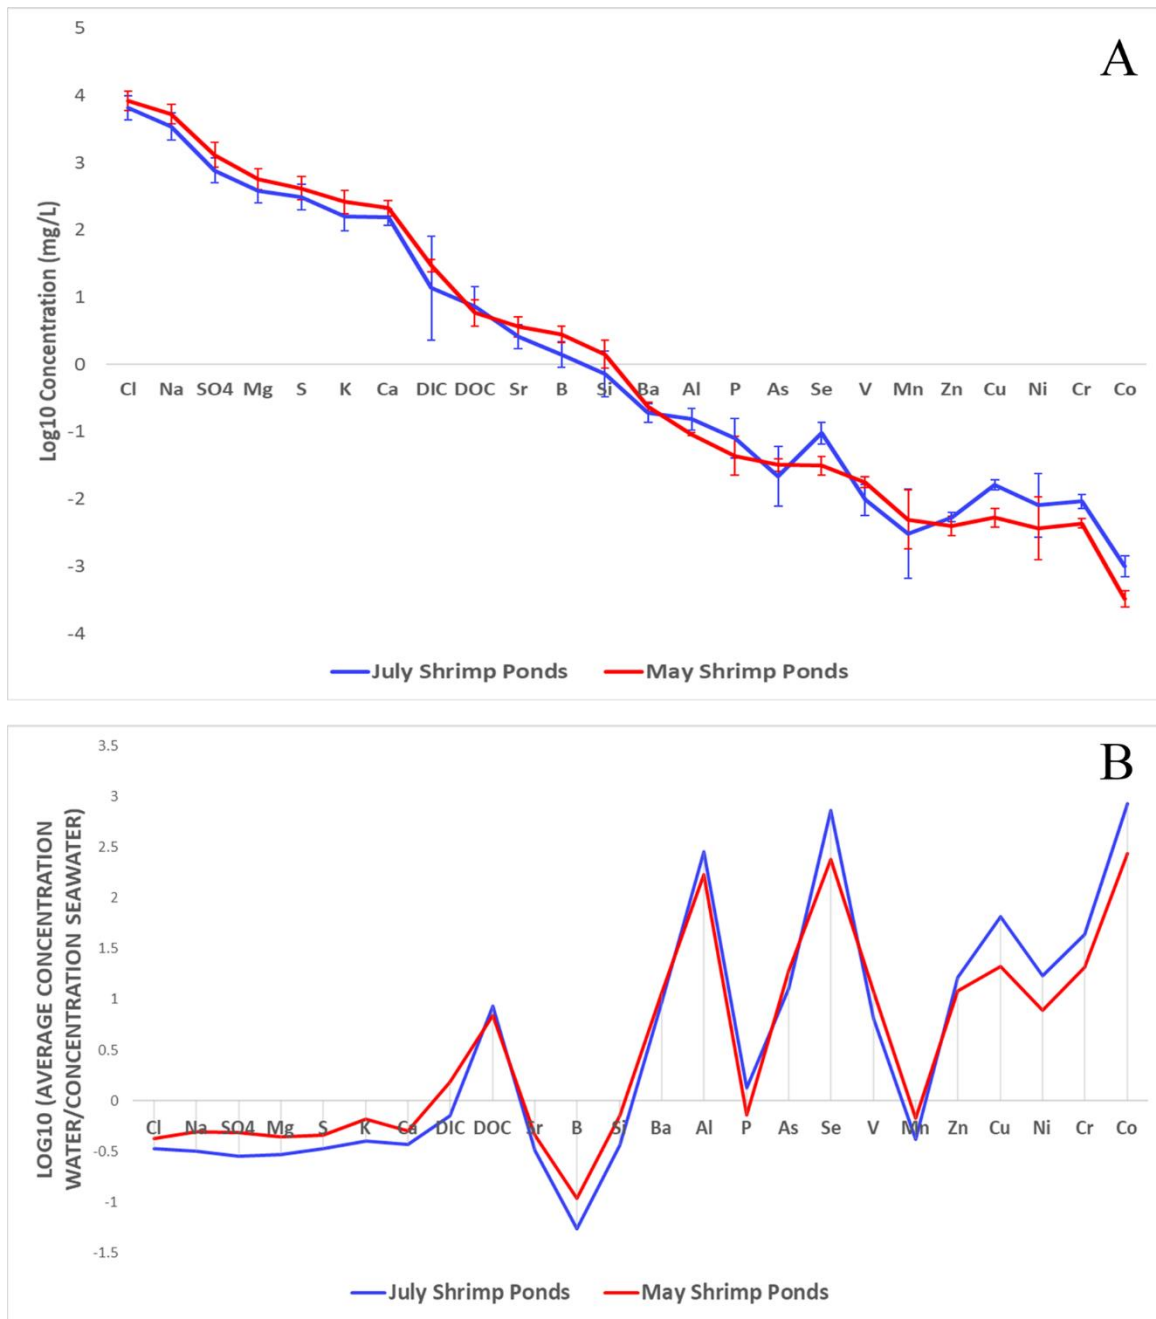 A
5
4
3
2
1
0
-1
-2
-3
-4
Log10 Concentration (mg/L)
Cl Na SO4 Mg S K Ca DIC DOC Sr B Si Ba Al P As Se V Mn Zn Cu Ni Cr Co
July Shrimp Ponds May Shrimp Ponds
B
3.5
3
2.5
2
1.5
1
0.5
0
-0.5
-1
-1.5
LOG10 (AVERAGE CONCENTRATION
WATER/CONCENTRATION SEAWATER)
Cl Na SO4 Mg S K Ca DIC DOC Sr B Si Ba Al P As Se V Mn Zn Cu Ni Cr Co
July Shrimp Ponds May Shrimp Ponds